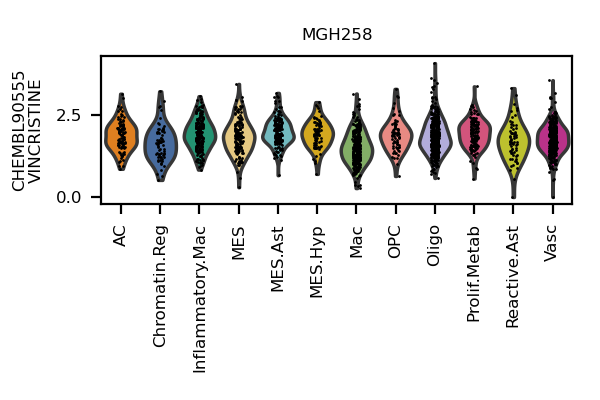 MGH258
CHEMBL90555
VINCRISTINE
2.5
0.0
AC
Chromatin.Reg
Inflammatory.Mac
MES
MES.Ast
MES.Hyp
Mac
OPC
Oligo
Prolif.Metab
Reactive.Ast
Vasc